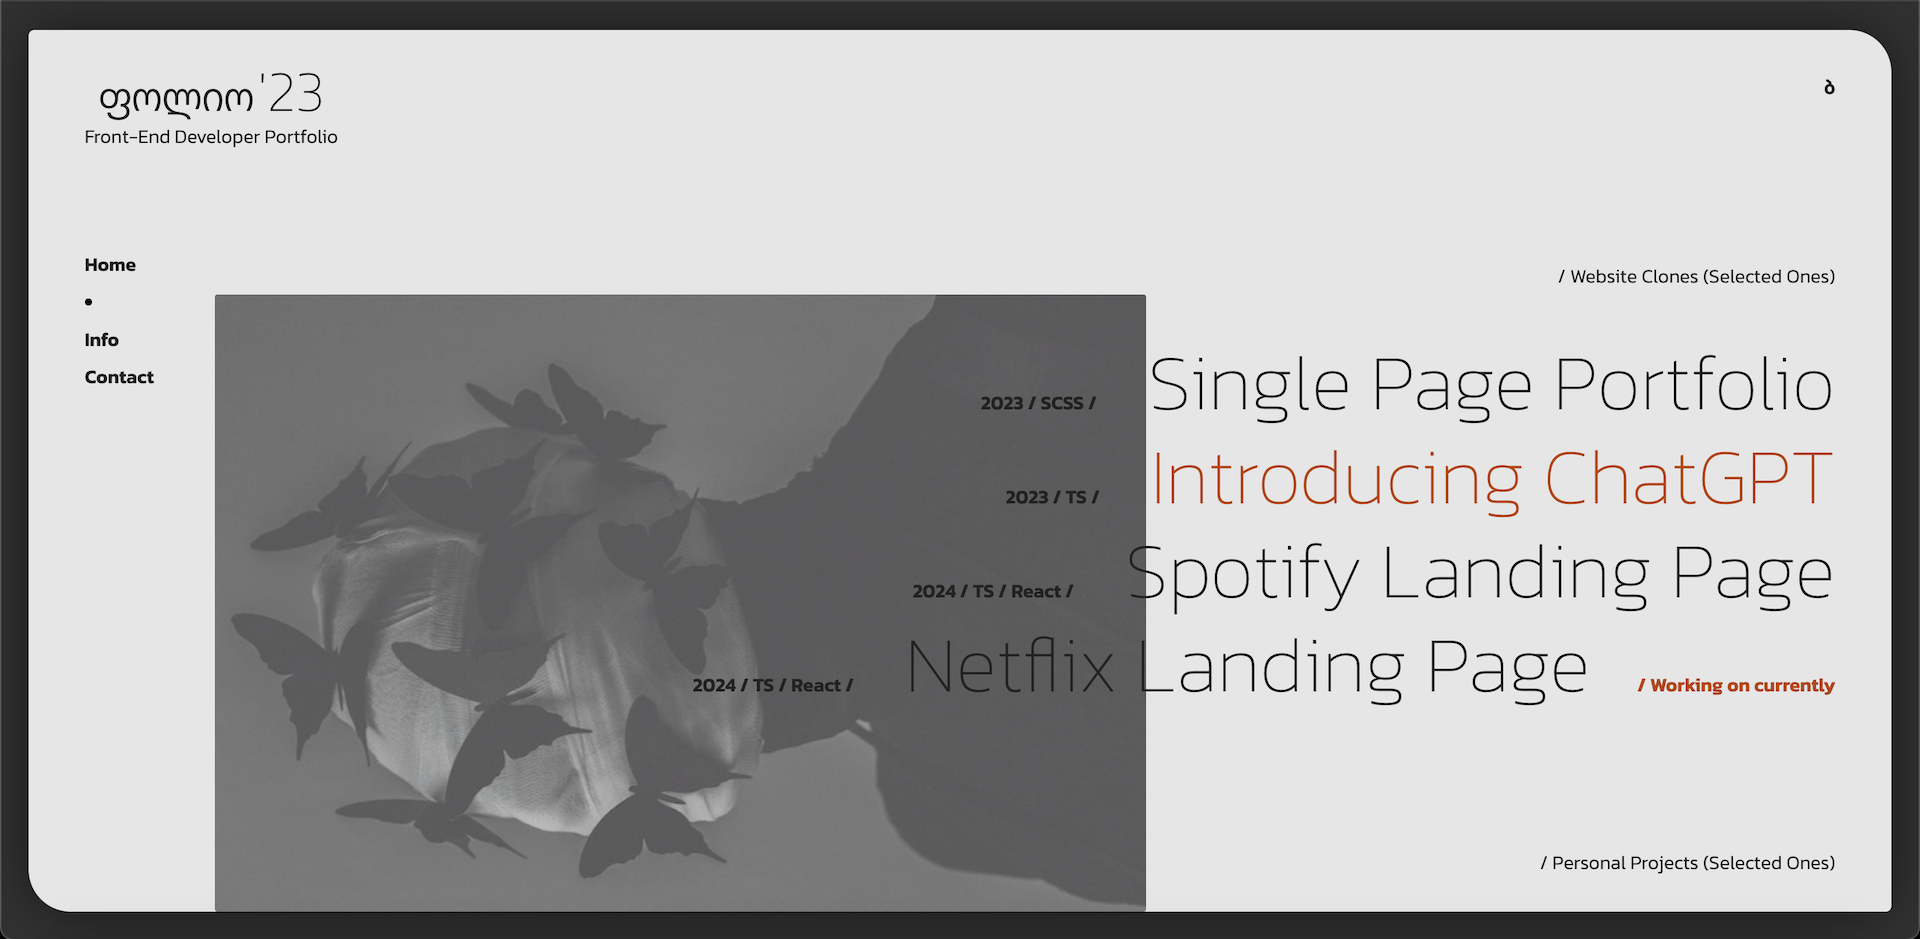 ფოლიო '23
Front-End Developer Portfolio
ბ
Home
Info
Contact
/ Website Clones (Selected Ones)
2023 / SCSS / Single Page Portfolio
2023 / TS / Introducing ChatGPT
2024 / TS / React / Spotify Landing Page
2024 / TS / React / Netflix Landing Page / Working on currently
/ Personal Projects (Selected Ones)